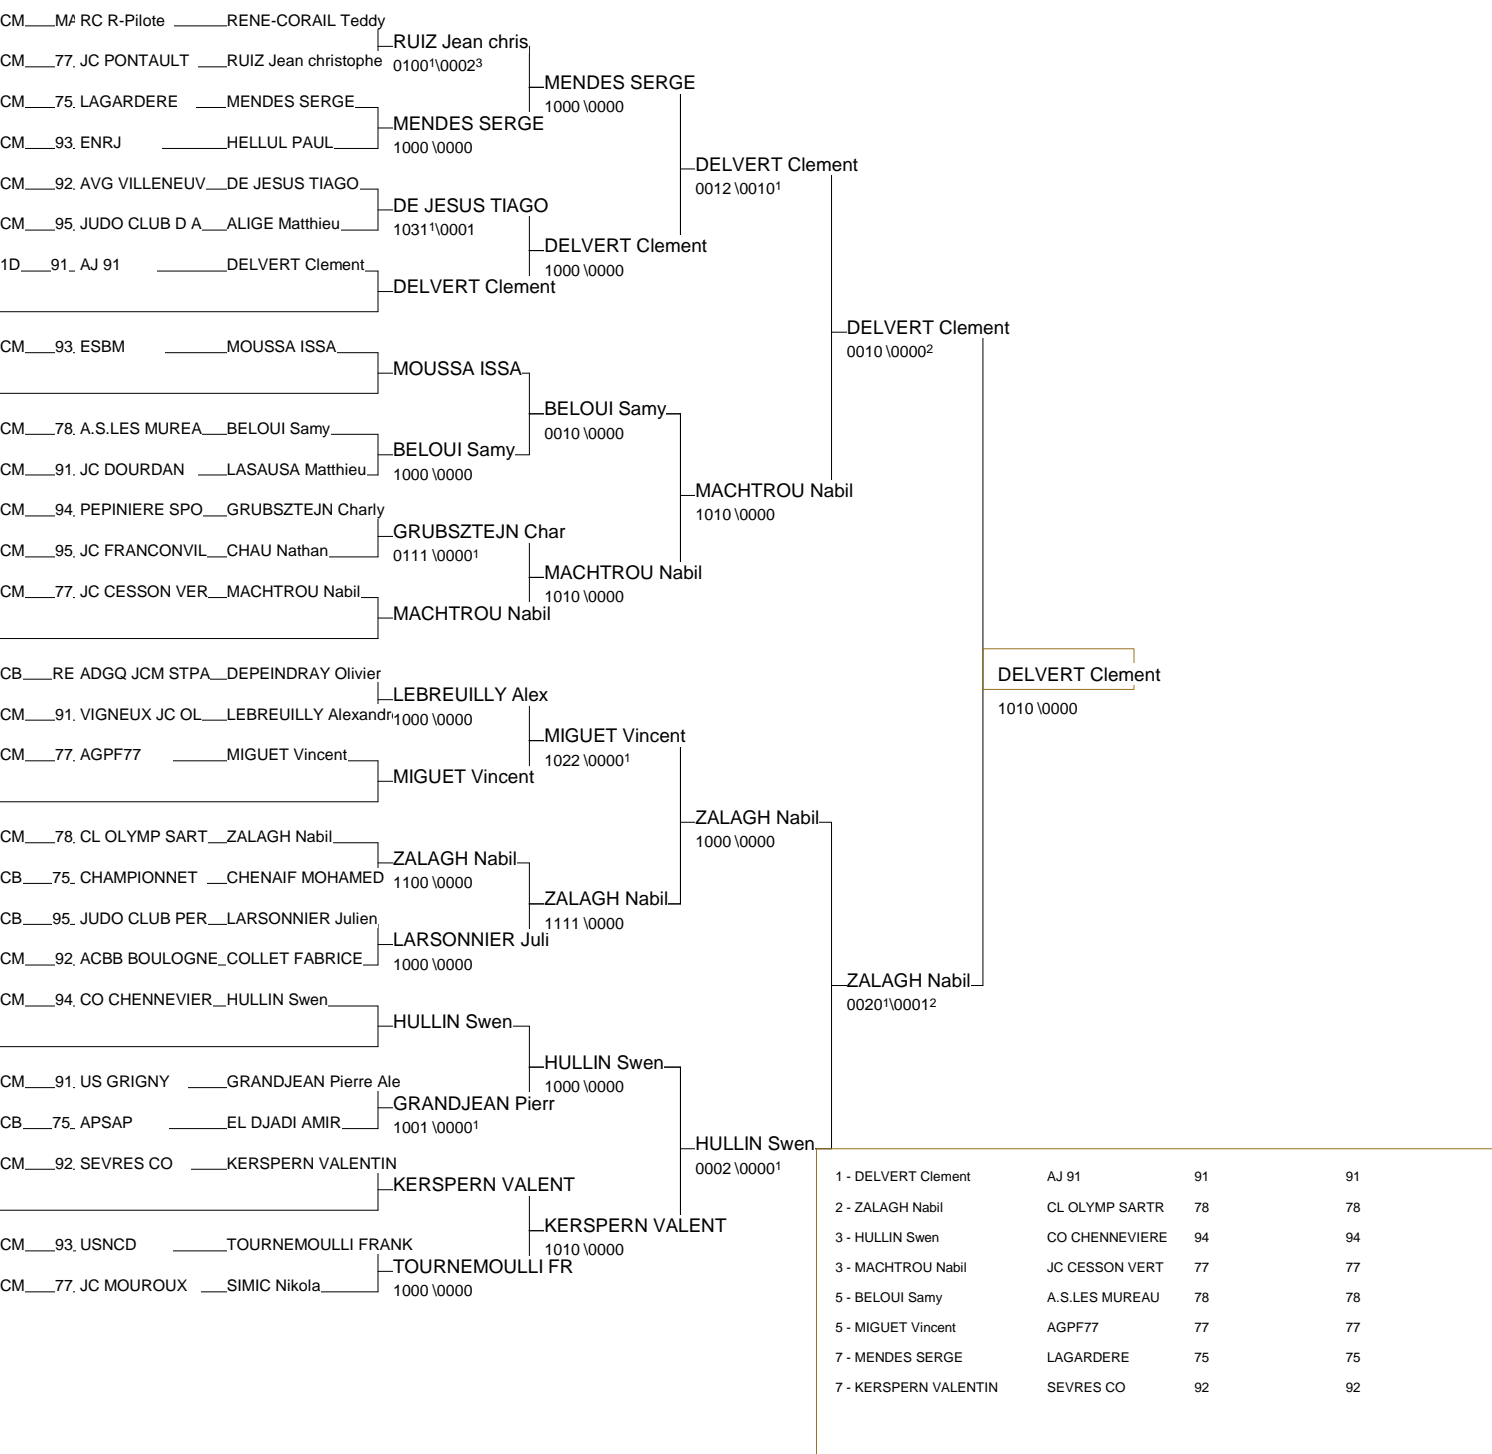 CM MA RC R-Pilote RENE-CORAIL Teddy
RUIZ Jean chris
CM 77 JC PONTAULT RUIZ Jean christophe 0100¹\0002³
MENDES SERGE
CM 75 LAGARDERE MENDES SERGE 1000 \0000
MENDES SERGE
CM 93 ENRJ HELLUL PAUL 1000 \0000
DELVERT Clement
CM 92 AVG VILLENEUV DE JESUS TIAGO 0012 \0010¹
DE JESUS TIAGO
CM 95 JUDO CLUB D A ALIGE Matthieu 1031¹\0001
DELVERT Clement
1D 91 AJ 91 DELVERT Clement 1000 \0000
DELVERT Clement
DELVERT Clement
CM 93 ESBM MOUSSA ISSA 0010 \0000²
MOUSSA ISSA
BELOUI Samy
CM 78 A.S.LES MUREA BELOUI Samy 0010 \0000
BELOUI Samy
CM 91 JC DOURDAN LASAUSA Matthieu 1000 \0000
MACHTROU Nabil
CM 94 PEPINIERE SPO GRUBSZTEJN Charly 1010 \0000
GRUBSZTEJN Char
CM 95 JC FRANCONVIL CHAU Nathan 0111 \0000¹
MACHTROU Nabil
CM 77 JC CESSON VER MACHTROU Nabil 1010 \0000
MACHTROU Nabil
CB RE ADGQ JCM STPA DEPEINDRAY Olivier DELVERT Clement
LEBREUILLY Alex
1010 \0000
CM 91 VIGNEUX JC OL LEBREUILLY Alexandr 1000 \0000
MIGUET Vincent
CM 77 AGPF77 MIGUET Vincent 1022 \0000¹
MIGUET Vincent
ZALAGH Nabil
CM 78 CL OLYMP SART ZALAGH Nabil 1000 \0000
ZALAGH Nabil
CB 75 CHAMPIONNET CHENAIF MOHAMED 1100 \0000
ZALAGH Nabil
CB 95 JUDO CLUB PER LARSONNIER Julien 1111 \0000
LARSONNIER Juli
CM 92 ACBB BOULOGNE COLLET FABRICE 1000 \0000
ZALAGH Nabil
CM 94 CO CHENNEVIER HULLIN Swen 0020¹\0001²
HULLIN Swen
HULLIN Swen
CM 91 US GRIGNY GRANDJEAN Pierre Ale 1000 \0000
GRANDJEAN Pierr
CB 75 APSAP EL DJADI AMIR 1001 \0000¹
HULLIN Swen
CM 92 SEVRES CO KERSPERN VALENTIN 0002 \0000¹
KERSPERN VALENT
KERSPERN VALENT
CM 93 USNCD TOURNEMOULLI FRANK 1010 \0000
TOURNEMOULLI FR
CM 77 JC MOUROUX SIMIC Nikola 1000 \0000
1 - DELVERT Clement AJ 91 91 91
2 - ZALAGH Nabil CL OLYMP SARTR 78 78
3 - HULLIN Swen CO CHENNEVIERE 94 94
3 - MACHTROU Nabil JC CESSON VERT 77 77
5 - BELOUI Samy A.S.LES MUREAU 78 78
5 - MIGUET Vincent AGPF77 77 77
7 - MENDES SERGE LAGARDERE 75 75
7 - KERSPERN VALENTIN SEVRES CO 92 92